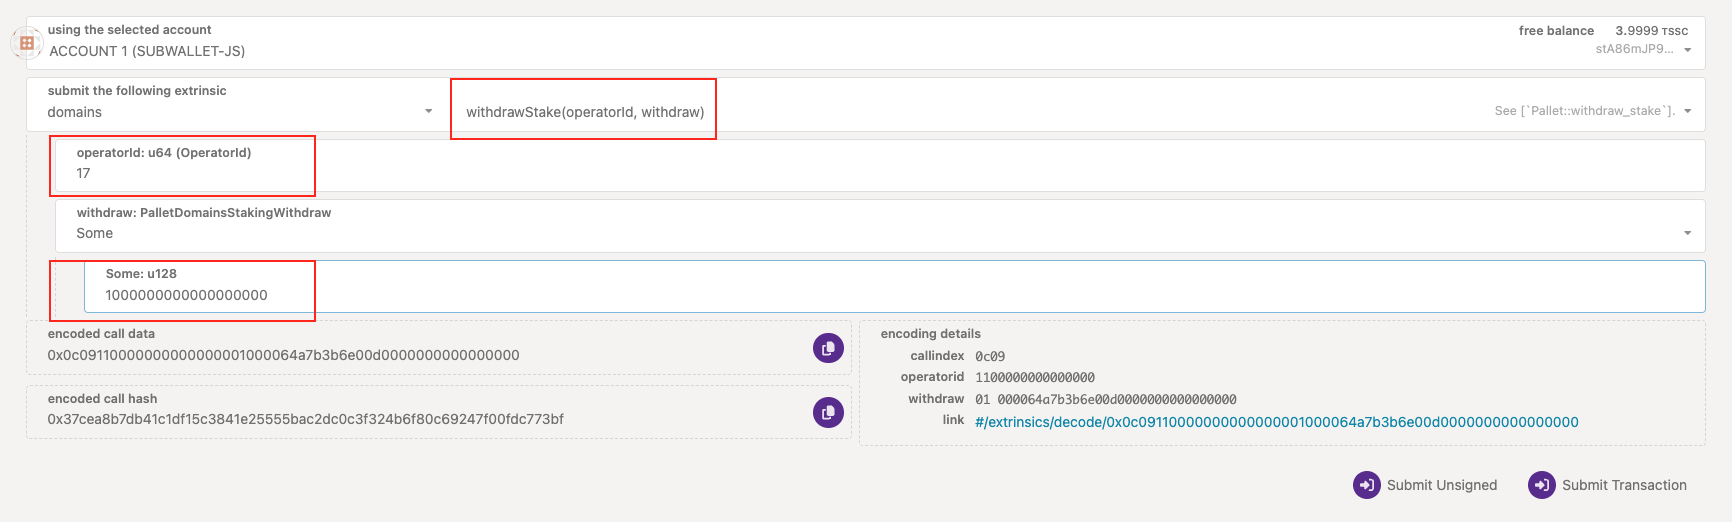 using the selected account
ACCOUNT 1 (SUBWALLET-JS)
free balance 3.9999 TSSC
stA86mJP9...
submit the following extrinsic
domains
withdrawStake(operatorId, withdraw)
See [`Pallet::withdraw_stake`].
operatorId: u64 (OperatorId)
17
withdraw: PalletDomainsStakingWithdraw
Some
Some: u128
1000000000000000000
encoded call data
0x0c09110000000000000001000064a7b3b6e00d0000000000000000
encoded call hash
0x37cea8b7db41c1df15c3841e25555bac2dc0c3f324b6f80c69247f00fdc773bf
encoding details
callindex 0c09
operatorid 1100000000000000
withdraw 01 000064a7b3b6e00d0000000000000000
link #/extrinsics/decode/0x0c09110000000000000001000064a7b3b6e00d0000000000000000
Submit Unsigned
Submit Transaction